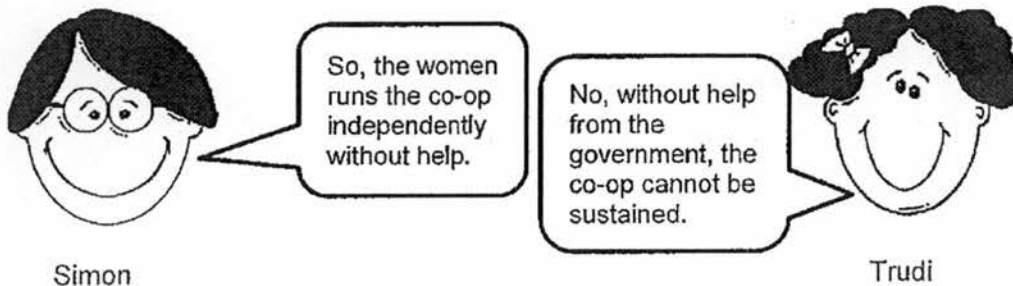 So, the women
runs the co-op
independently
without help.
No, without help
from the
government, the
co-op cannot be
sustained.
Simon
Trudi